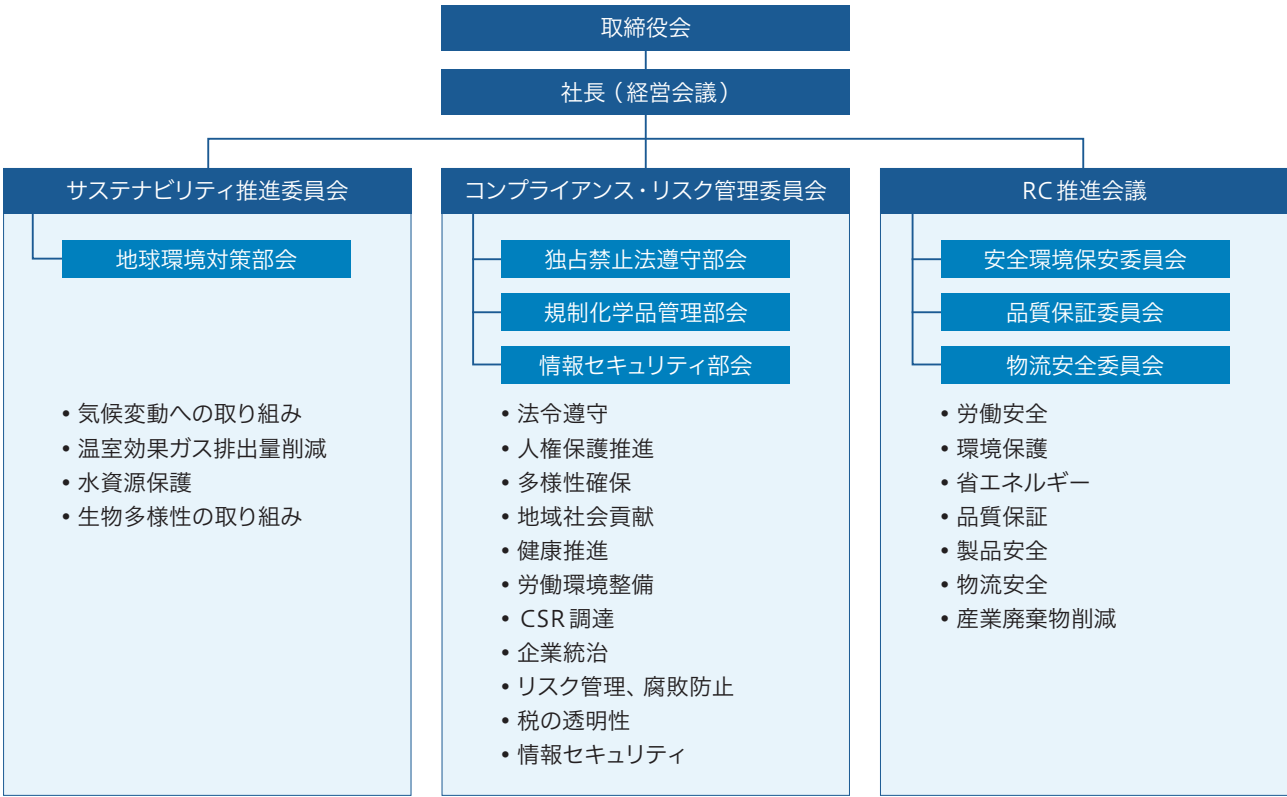 取締役会
社長（経営会議）
サステナビリティ推進委員会
地球環境対策部会
• 気候変動への取り組み
• 温室効果ガス排出量削減
• 水資源保護
• 生物多様性の取り組み
コンプライアンス・リスク管理委員会
独占禁止法遵守部会
規制化学品管理部会
情報セキュリティ部会
• 法令遵守
• 人権保護推進
• 多様性確保
• 地域社会貢献
• 健康推進
• 労働環境整備
• CSR調達
• 企業統治
• リスク管理、腐敗防止
• 税の透明性
• 情報セキュリティ
RC推進会議
安全環境保安委員会
品質保証委員会
物流安全委員会
• 労働安全
• 環境保護
• 省エネルギー
• 品質保証
• 製品安全
• 物流安全
• 産業廃棄物削減